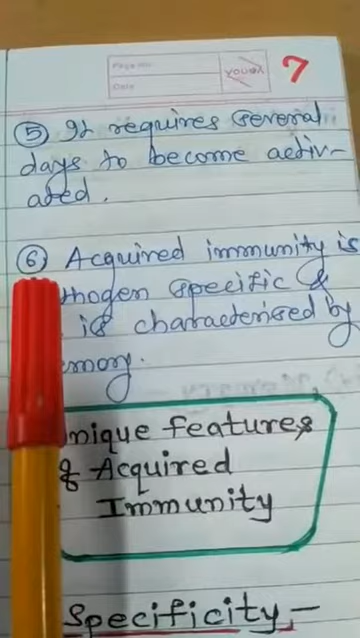 Page No.
Date
YOUVA
7
⑤ It requires several
days to become activ-
ated.
⑥ Acquired immunity is
thogen specific &
is characterised by
mory.
nique features
of Acquired
Immunity
Specificity,-